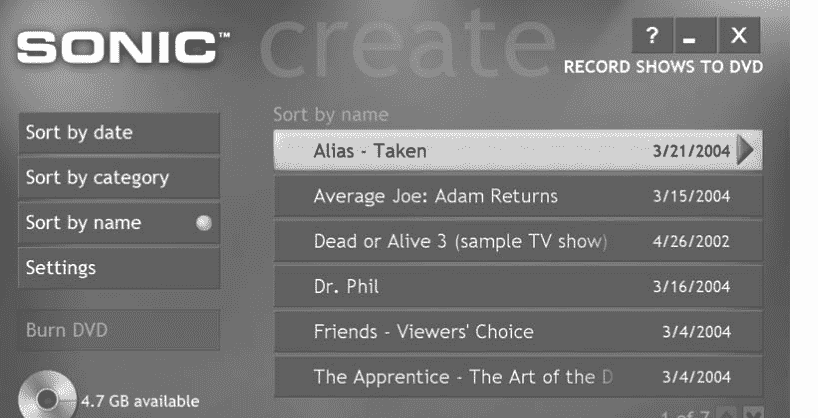 SONIC™
create
? - X
RECORD SHOWS TO DVD
Sort by date
Sort by category
Sort by name
Settings
Burn DVD
4.7 GB available
Sort by name
Alias - Taken 3/21/2004
Average Joe: Adam Returns 3/15/2004
Dead or Alive 3 (sample TV show) 4/26/2002
Dr. Phil 3/16/2004
Friends - Viewers' Choice 3/4/2004
The Apprentice - The Art of the D 3/4/2004
1 of 7